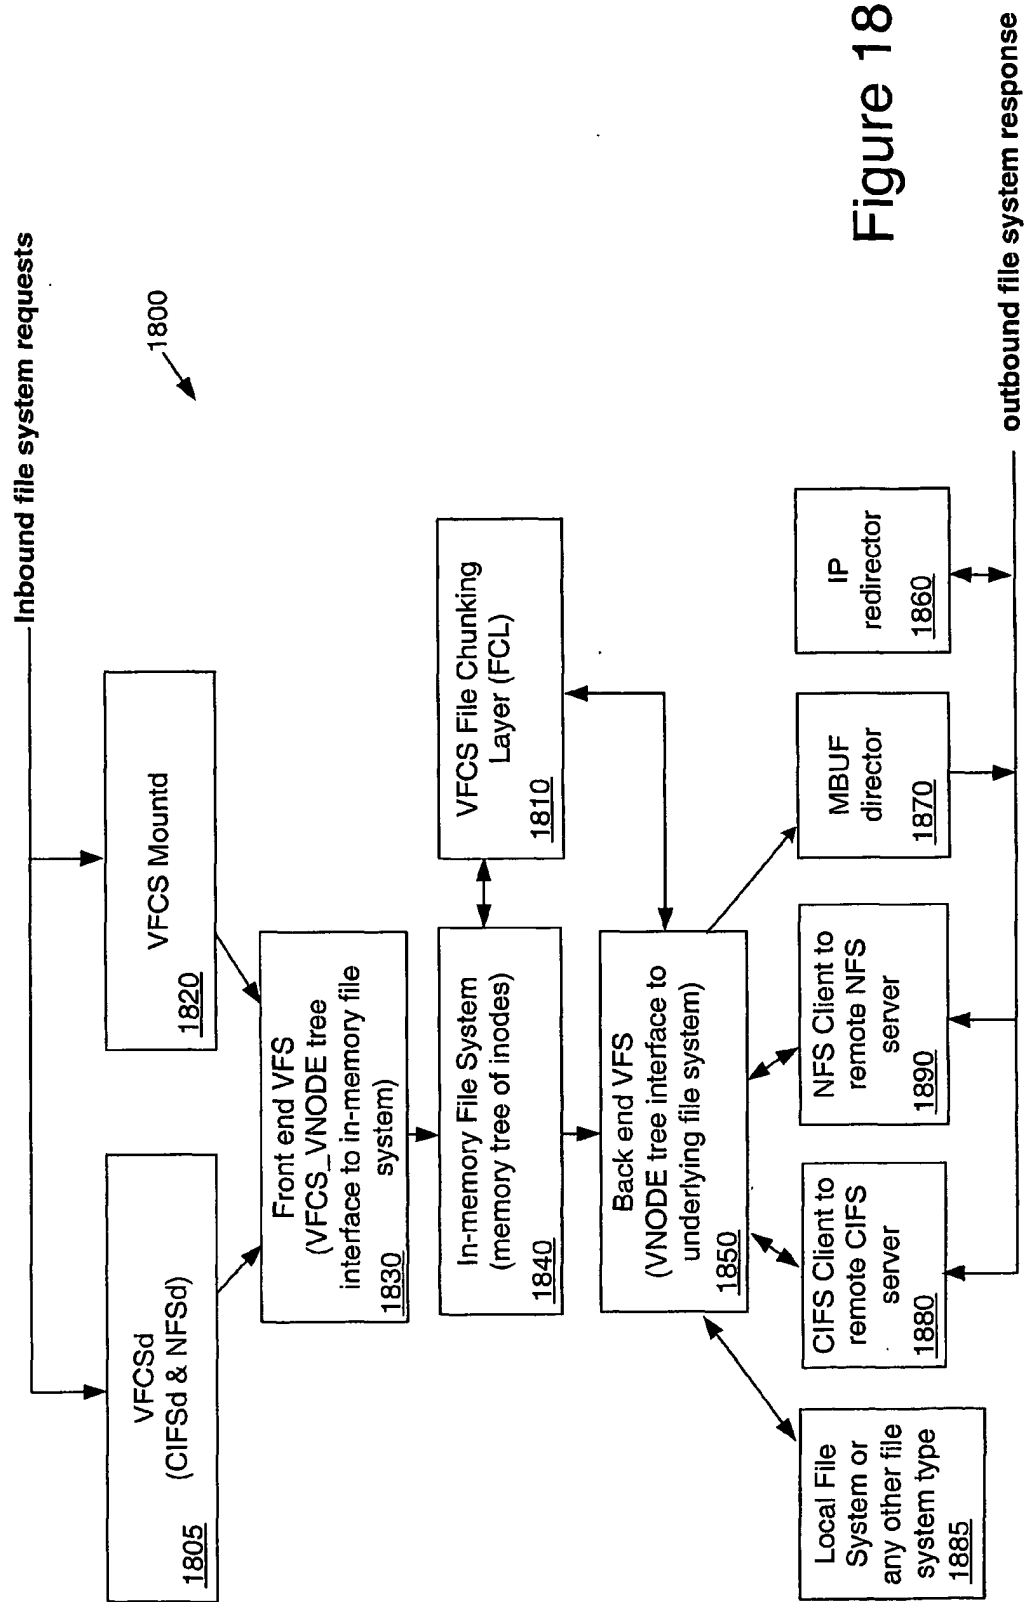 Inbound file system requests
1800
VFCSd
(CIFSd & NFSd)
1805
VFCS Mountd
1820
Front end VFS
(VFCS_VNODE tree
interface to in-memory file
system)
1830
In-memory File System
(memory tree of inodes)
1840
VFCS File Chunking
Layer (FCL)
1810
Back end VFS
(VNODE tree interface to
underlying file system)
1850
Local File
System or
any other file
system type
1885
CIFS Client to
remote CIFS
server
1880
NFS Client to
remote NFS
server
1890
MBUF
director
1870
IP
redirector
1860
Figure 18
outbound file system response